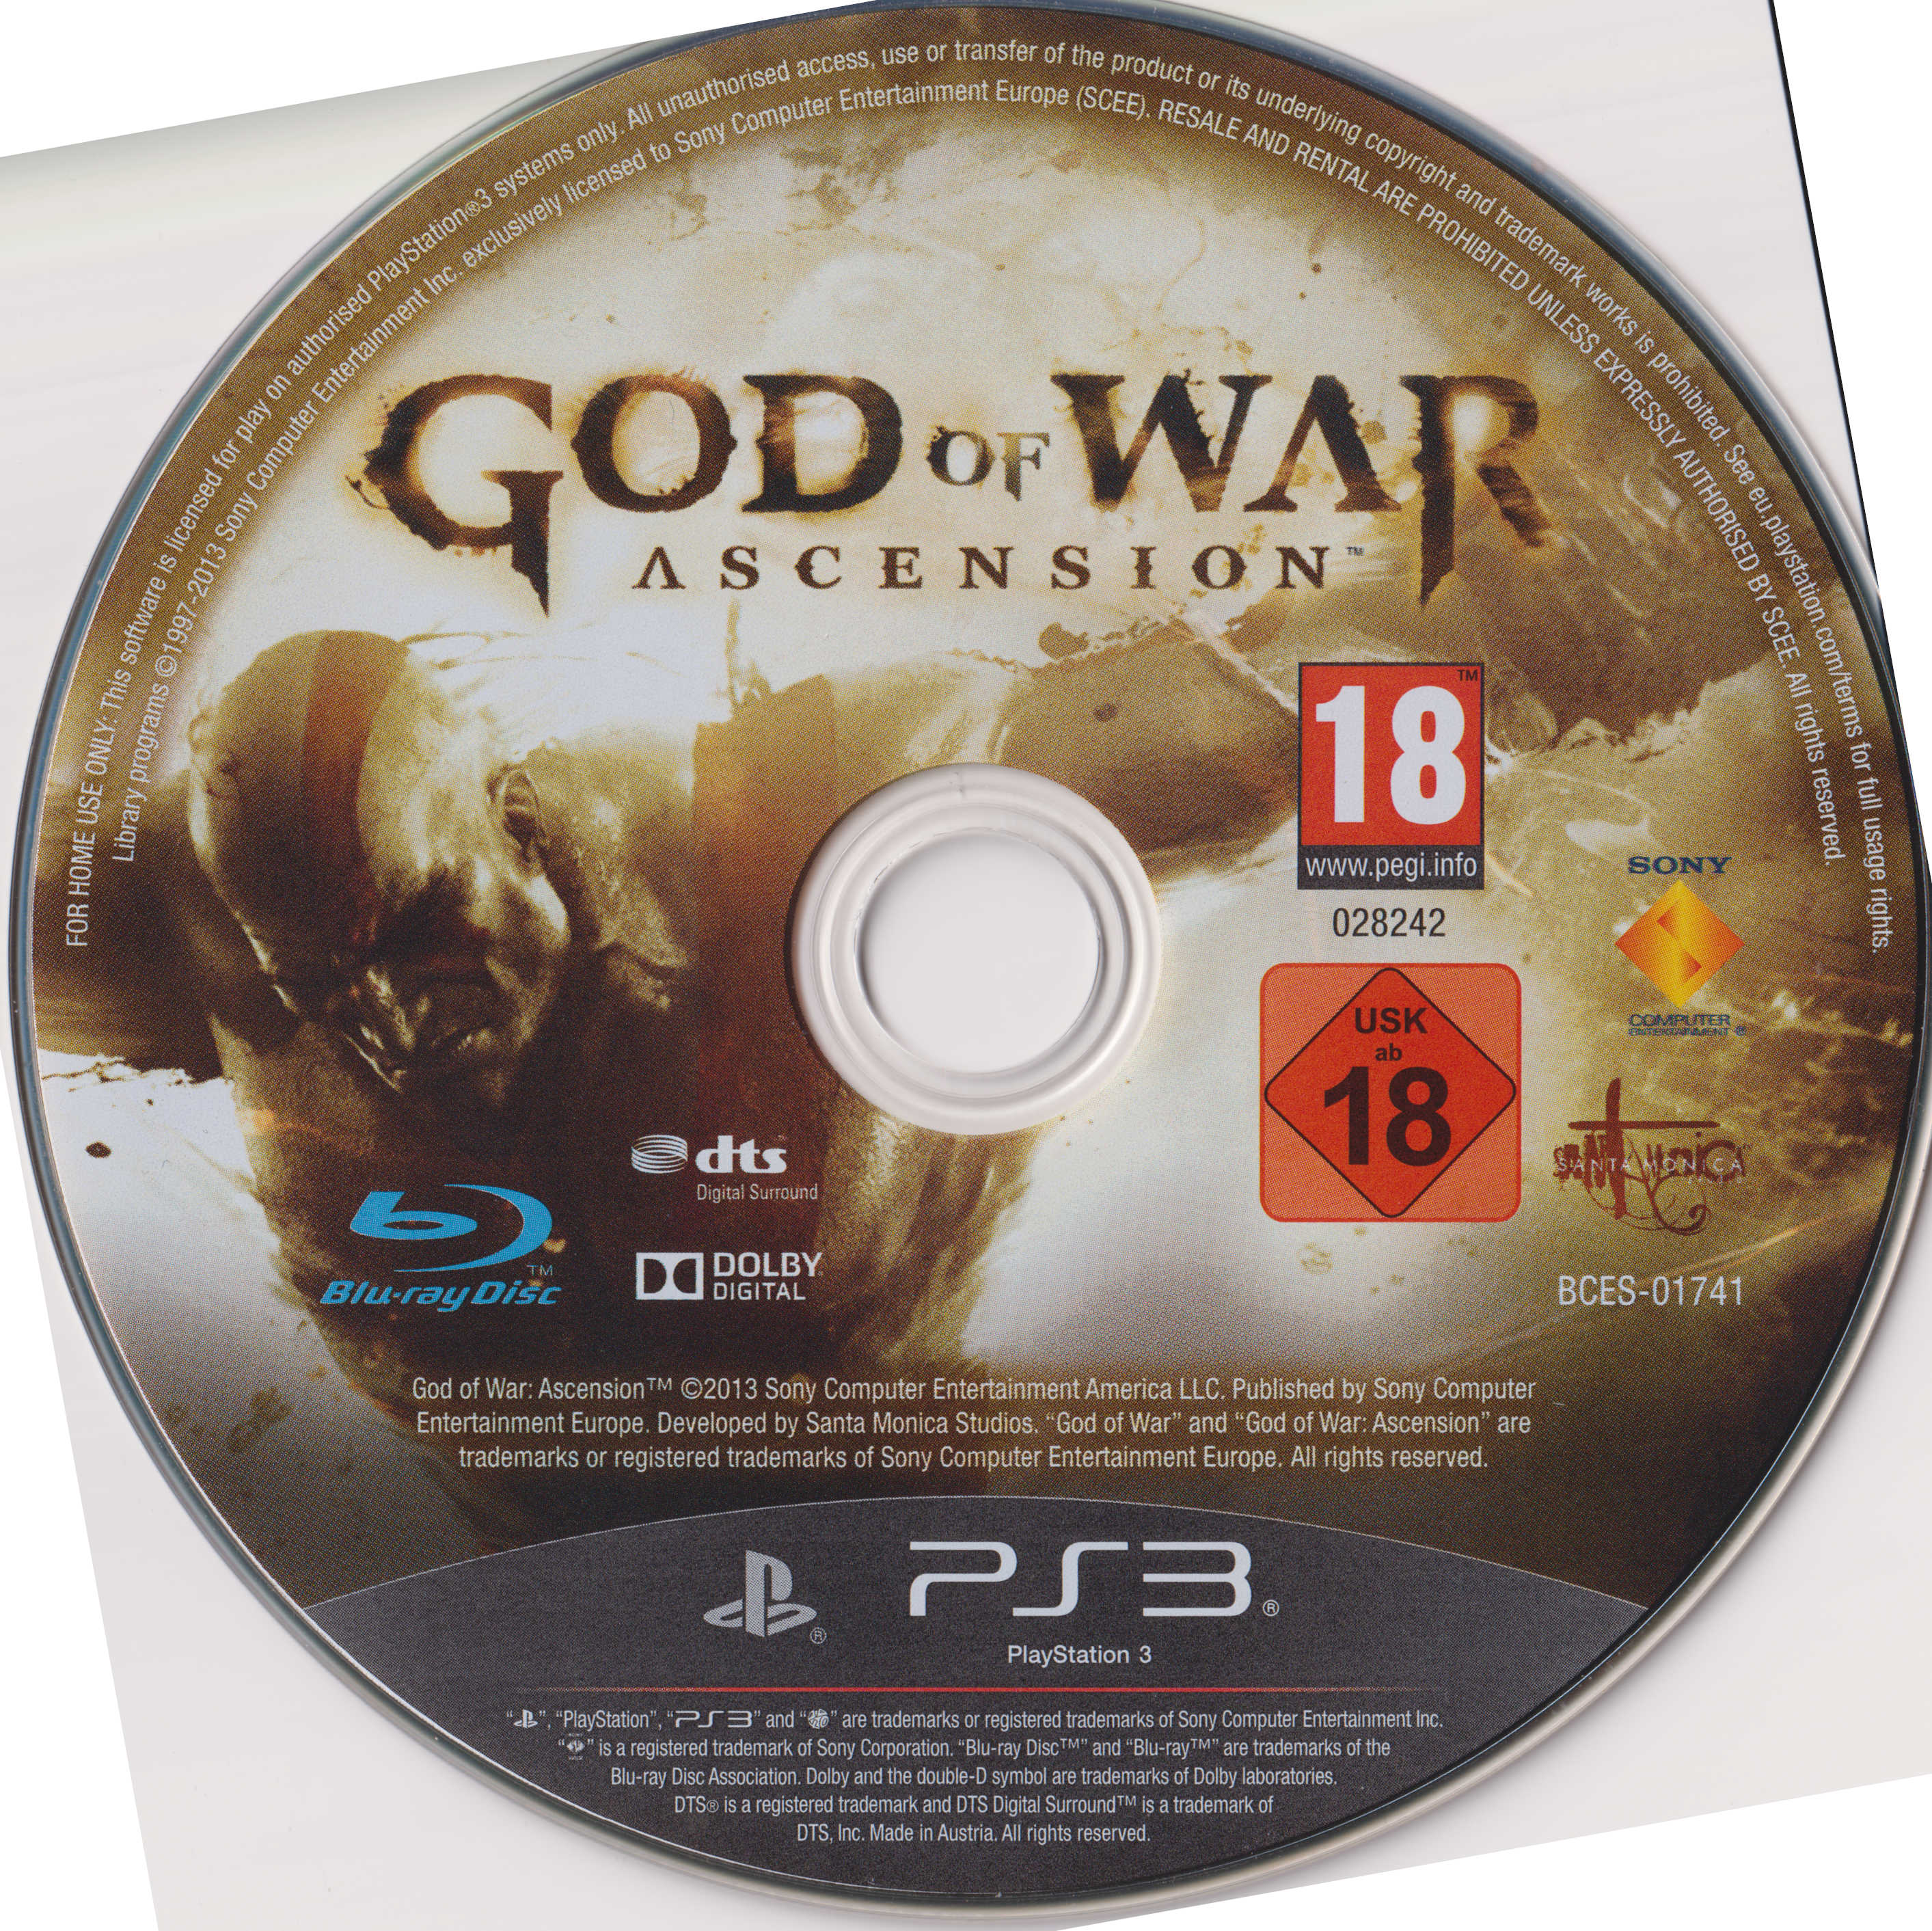 FOR HOME USE ONLY: This software is licensed for play on authorised PlayStation®3 systems only. All unauthorised access, use or transfer of the product or its underlying copyright and trademark works is prohibited. See eu.playstation.com/terms for full usage rights.
Library programs ©1997-2013 Sony Computer Entertainment Inc. exclusively licensed to Sony Computer Entertainment Europe (SCEE). RESALE AND RENTAL ARE PROHIBITED UNLESS EXPRESSLY AUTHORISED BY SCEE. All rights reserved.
GOD OF WAR
ASCENSION™
18™
www.pegi.info
028242
SONY
COMPUTER
ENTERTAINMENT®
USK
ab
18
SANTA MONICA
dts
Digital Surround
Blu-ray Disc™
DOLBY
DIGITAL
BCES-01741
God of War: Ascension™ ©2013 Sony Computer Entertainment America LLC. Published by Sony Computer
Entertainment Europe. Developed by Santa Monica Studios. “God of War” and “God of War: Ascension” are
trademarks or registered trademarks of Sony Computer Entertainment Europe. All rights reserved.
PS3®
PlayStation 3
“ ”, “PlayStation”, “PS3” and “ ” are trademarks or registered trademarks of Sony Computer Entertainment Inc.
“ ” is a registered trademark of Sony Corporation. “Blu-ray Disc™” and “Blu-ray™” are trademarks of the
Blu-ray Disc Association. Dolby and the double-D symbol are trademarks of Dolby laboratories.
DTS® is a registered trademark and DTS Digital Surround™ is a trademark of
DTS, Inc. Made in Austria. All rights reserved.